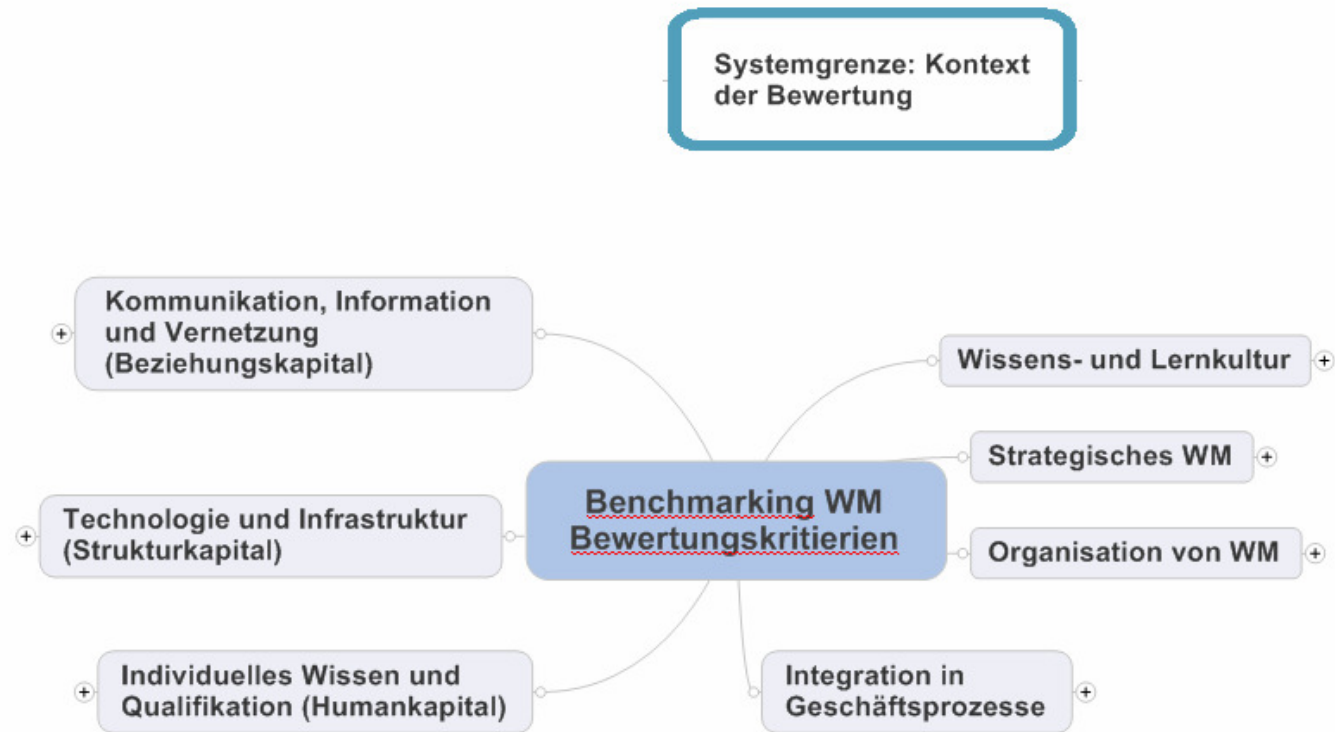 Systemgrenze: Kontext
der Bewertung
Kommunikation, Information
und Vernetzung
(Beziehungskapital)
Wissens- und Lernkultur
Strategisches WM
Benchmarking WM
Bewertungskritierien
Technologie und Infrastruktur
(Strukturkapital)
Organisation von WM
Individuelles Wissen und
Qualifikation (Humankapital)
Integration in
Geschäftsprozesse